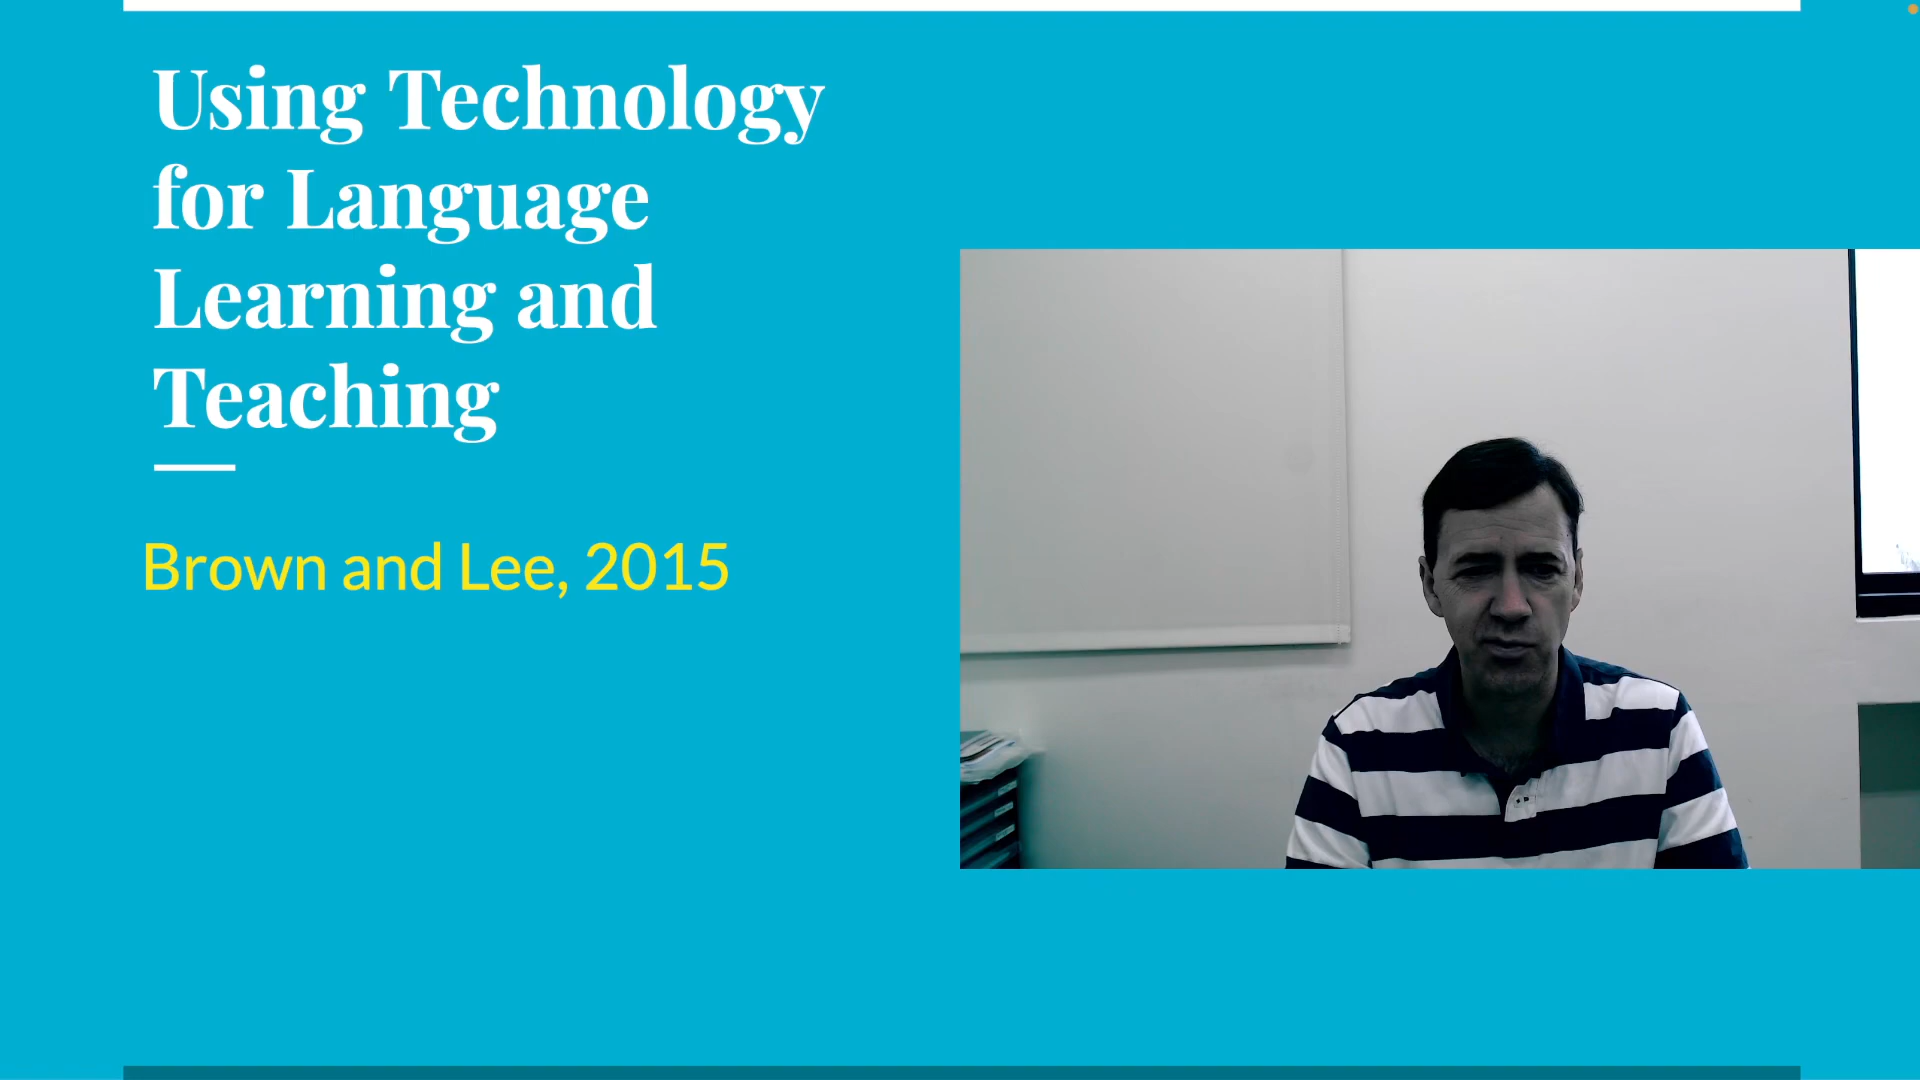 Using Technology
for Language
Learning and
Teaching
Brown and Lee, 2015